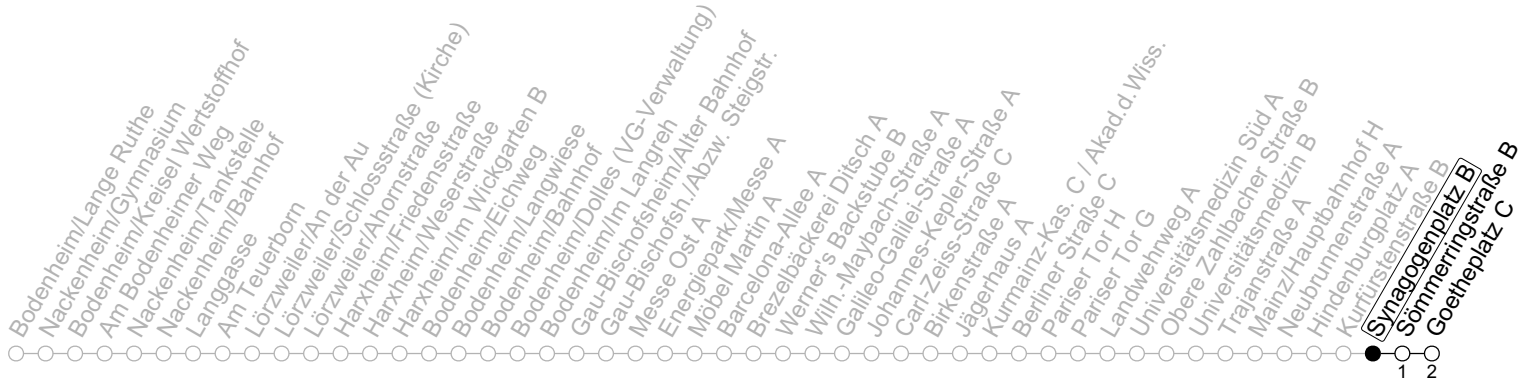 Bodenheim/Lange Ruthe
Nackenheim/Gymnasium
Bodenheim/Kreisel Wertstoffhof
Am Bodenheimer Weg
Nackenheim/Tankstelle
Nackenheim/Bahnhof
Langgasse
Am Teuerborn
Lörzweiler/An der Au
Lörzweiler/Schlossstraße (Kirche)
Lörzweiler/Ahornstraße
Harxheim/Friedensstraße
Harxheim/Weserstraße
Harxheim/Im Wickgarten B
Bodenheim/Eichweg
Bodenheim/Langwiese
Bodenheim/Bahnhof
Bodenheim/Dolles (VG-Verwaltung)
Bodenheim/Im Langreh
Gau-Bischofsheim/Alter Bahnhof
Gau-Bischofsh./Abzw. Steigstr.
Messe Ost A
Energiepark/Messe A
Möbel Martin A
Barcelona-Allee A
Brezelbäckerei Ditsch A
Werner's Backstube B
Wilh.-Maybach-Straße A
Galileo-Galilei-Straße A
Johannes-Kepler-Straße A
Carl-Zeiss-Straße C
Birkenstraße A
Jägerhaus A
Kurmainz-Kas. C / Akad.d.Wiss.
Berliner Straße C
Pariser Tor H
Pariser Tor G
Landwehrweg A
Universitätsmedizin Süd A
Obere Zahlbacher Straße B
Universitätsmedizin B
Trajanstraße A
Mainz/Hauptbahnhof H
Neubrunnenstraße A
Hindenburgplatz A
Kurfürstenstraße B
Synagogenplatz B
Sömmerringstraße B
Goetheplatz C
1
2